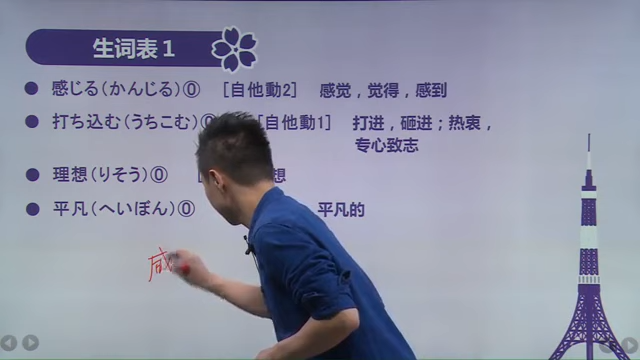 生词表1
感じる(かんじる)⓪ [自他動2] 感觉，觉得，感到
打ち込む(うちこむ)⓪ [自他動1] 打进，砸进；热衷，
专心致志
理想(りそう)⓪ [ 想
平凡(へいぼん)⓪ 平凡的